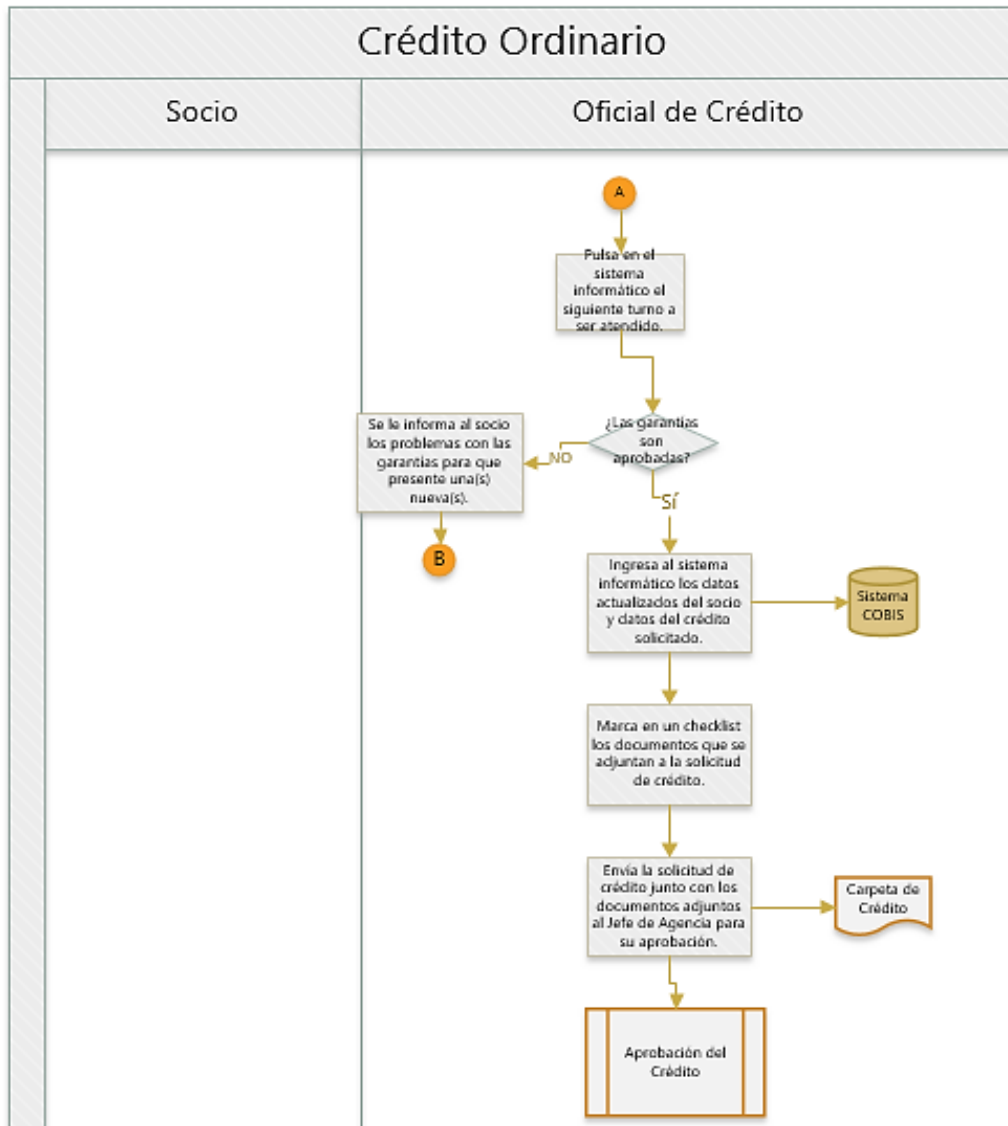 Crédito Ordinario
Socio
Oficial de Crédito
A
Pulsa en el
sistema
informático el
siguiente turno a
ser atendido.
¿Las garantías
son
aprobadas?
NO
Se le informa al socio
los problemas con las
garantías para que
presente una(s)
nueva(s).
B
Sí
Ingresa al sistema
informático los datos
actualizados del socio
y datos del crédito
solicitado.
Sistema
COBIS
Marca en un checklist
los documentos que se
adjuntan a la solicitud
de crédito.
Envía la solicitud de
crédito junto con los
documentos adjuntos
al Jefe de Agencia para
su aprobación.
Carpeta de
Crédito
Aprobación del
Crédito